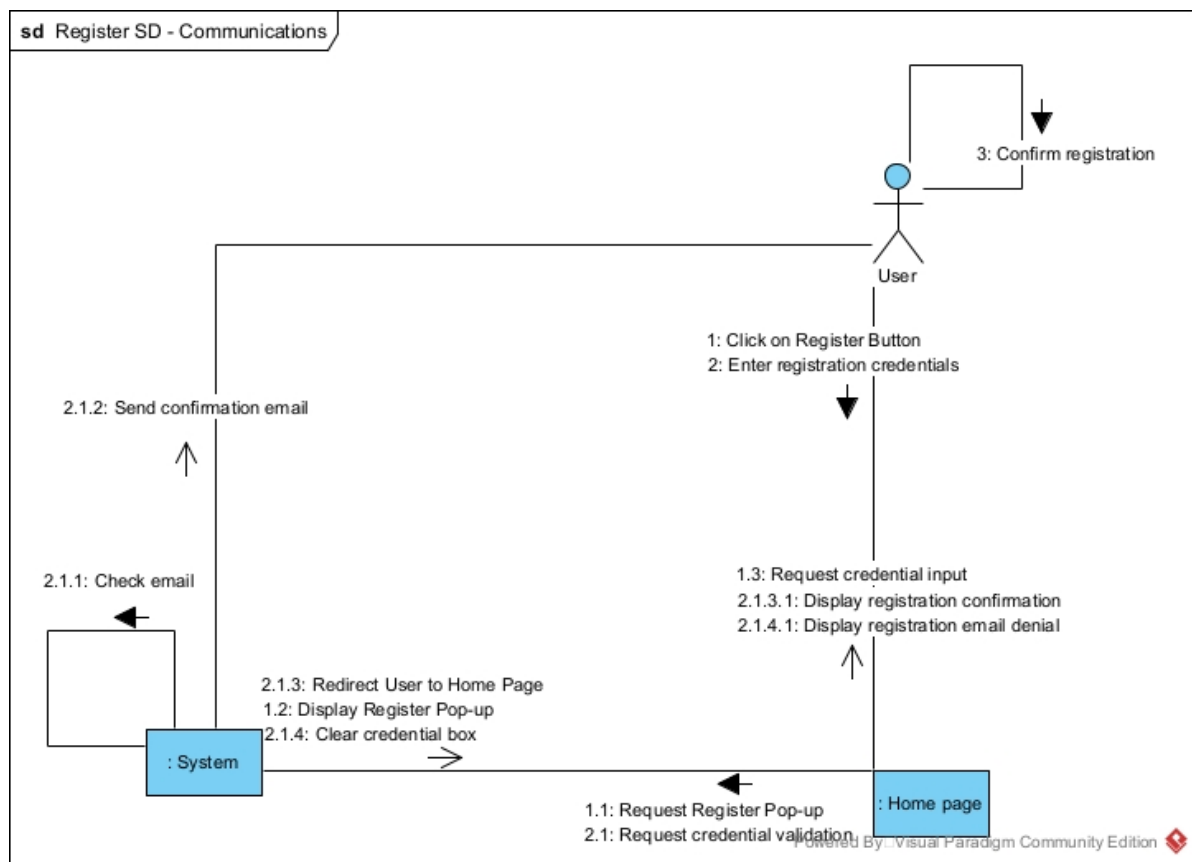 sd Register SD - Communications
3: Confirm registration
User
1: Click on Register Button
2: Enter registration credentials
2.1.2: Send confirmation email
2.1.1: Check email
1.3: Request credential input
2.1.3.1: Display registration confirmation
2.1.4.1: Display registration email denial
2.1.3: Redirect User to Home Page
1.2: Display Register Pop-up
2.1.4: Clear credential box
: System
: Home page
1.1: Request Register Pop-up
2.1: Request credential validation
Powered By Visual Paradigm Community Edition